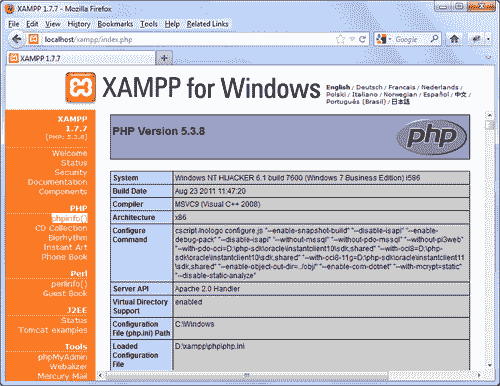 XAMPP 1.7.7 - Mozilla Firefox
File Edit View History Bookmarks Tools Help Related Links
localhost/xampp/index.php
Google
XAMPP 1.7.7
XAMPP for Windows
English / Deutsch / Francais / Nederlands /
Polski / Italiano / Norwegian / Español / 中文 /
Português (Brasil) / 日本語
XAMPP
1.7.7
[PHP: 5.3.8]
Welcome
Status
Security
Documentation
Components
PHP
phpinfo()
CD Collection
Biorhythm
Instant Art
Phone Book
Perl
perlinfo()
Guest Book
J2EE
Status
Tomcat examples
Tools
phpMyAdmin
Webalizer
Mercury Mail
PHP Version 5.3.8
php
System Windows NT HIJACKER 6.1 build 7600 (Windows 7 Business Edition) i586
Build Date Aug 23 2011 11:47:20
Compiler MSVC9 (Visual C++ 2008)
Architecture x86
Configure Command cscript /nologo configure.js "--enable-snapshot-build" "--disable-isapi" "--enable-
debug-pack" "--disable-isapi" "--without-mssql" "--without-pdo-mssql" "--without-pi3web"
"--with-pdo-oci=D:\php-sdk\oracle\instantclient10\sdk,shared" "--with-oci8=D:\
php-sdk\oracle\instantclient10\sdk,shared" "--with-oci8-11g=D:\php-sdk\oracle\instantclient11
\sdk,shared" "--enable-object-out-dir=../obj/" "--enable-com-dotnet" "--with-mcrypt=static"
"--disable-static-analyze"
Server API Apache 2.0 Handler
Virtual Directory Support enabled
Configuration File (php.ini) Path C:\Windows
Loaded Configuration File D:\xampp\php\php.ini